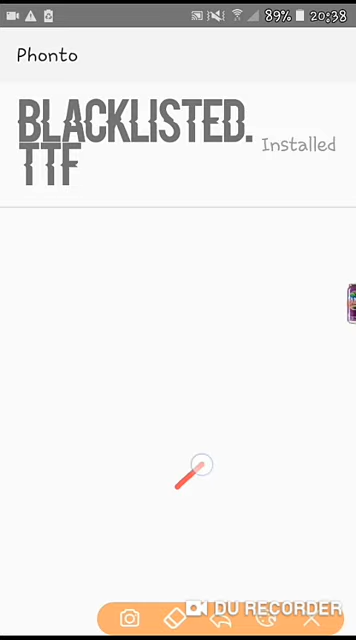 89% 20:38
Phonto
BLACKLISTED.
TTF
Installed
DU RECORDER